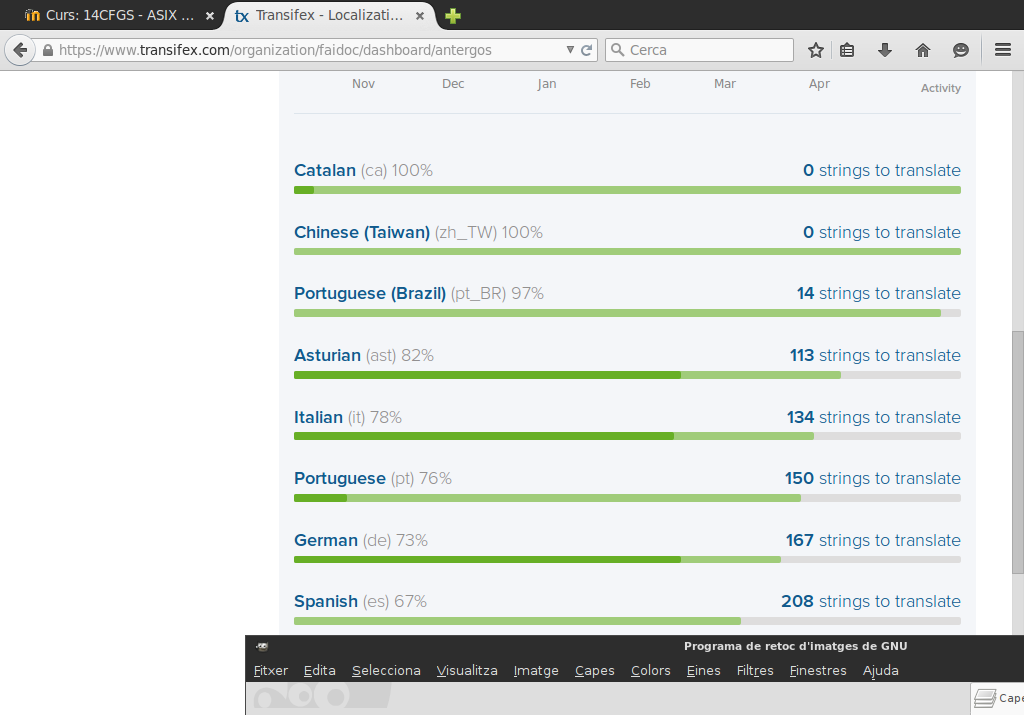 Curs: 14CFGS - ASIX ...
Transifex - Localizati...
https://www.transifex.com/organization/faidoc/dashboard/antergos
Cerca
Nov Dec Jan Feb Mar Apr Activity
Catalan (ca) 100% 0 strings to translate
Chinese (Taiwan) (zh_TW) 100% 0 strings to translate
Portuguese (Brazil) (pt_BR) 97% 14 strings to translate
Asturian (ast) 82% 113 strings to translate
Italian (it) 78% 134 strings to translate
Portuguese (pt) 76% 150 strings to translate
German (de) 73% 167 strings to translate
Spanish (es) 67% 208 strings to translate
Programa de retoc d'imatges de GNU
Fitxer Edita Selecciona Visualitza Imatge Capes Colors Eines Filtres Finestres Ajuda
Cape